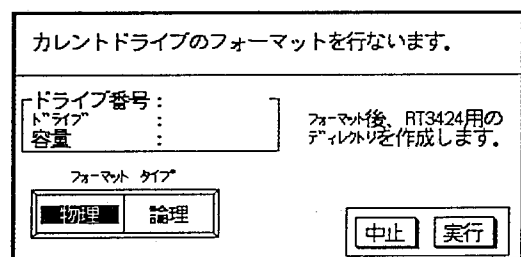 カレントドライブのフォーマットを行ないます。
ドライブ番号：
ﾄﾞﾗｲﾌﾞ ：
容量 ：
ﾌｫｰﾏｯﾄ後、RT3424用の
ﾃﾞｨﾚｸﾄﾘを作成します。
ﾌｫｰﾏｯﾄ ﾀｲﾌﾟ
物理 論理
中止 実行